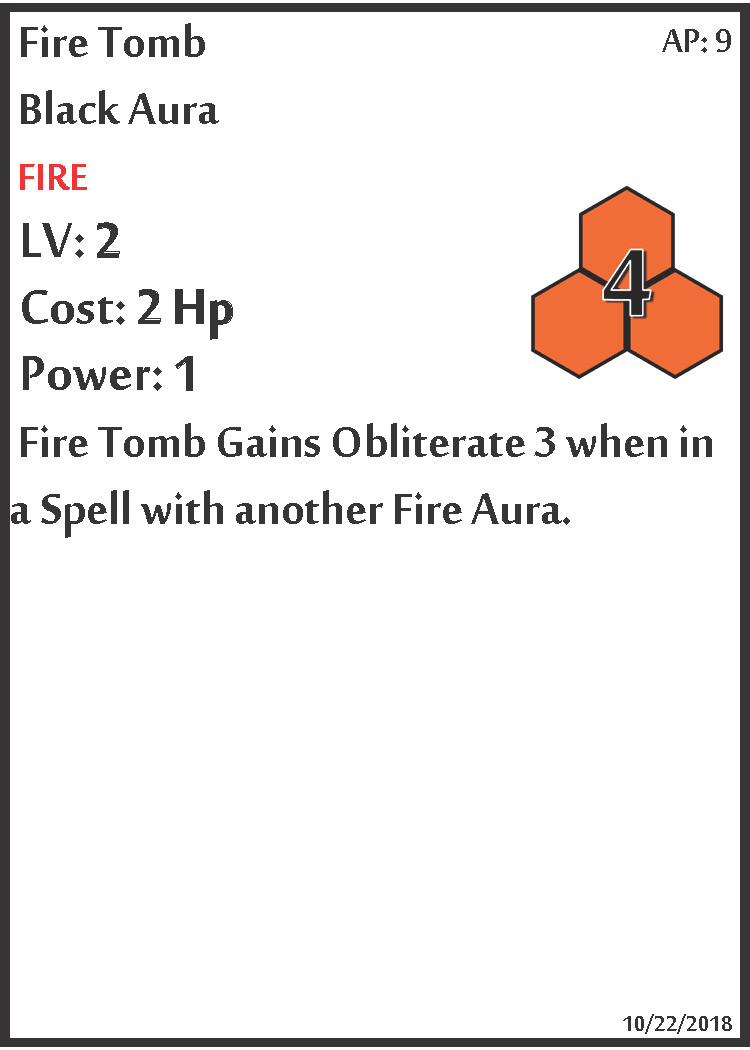 Fire Tomb
AP: 9
Black Aura
FIRE
LV: 2
Cost: 2 Hp
4
Power: 1
Fire Tomb Gains Obliterate 3 when in
a Spell with another Fire Aura.
10/22/2018